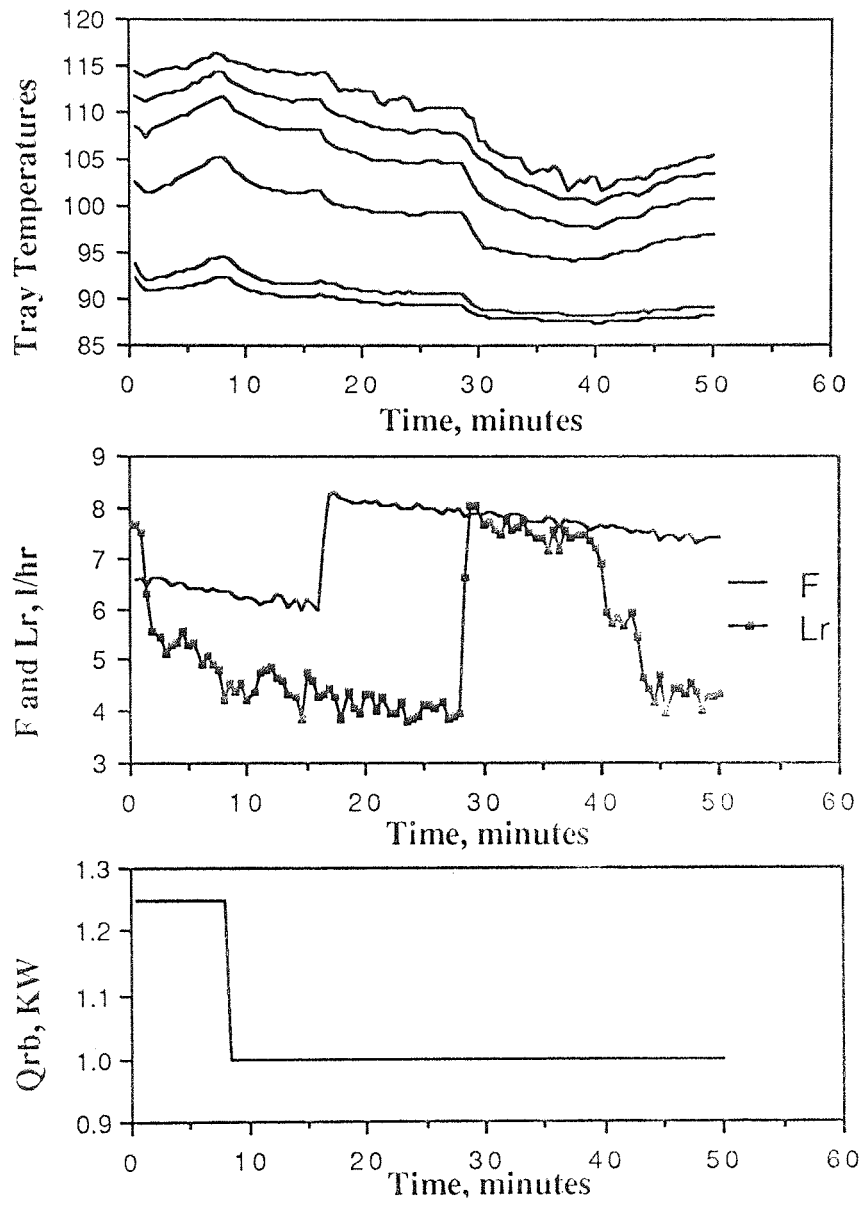 120
115
110
105
100
95
90
85
Tray Temperatures
0 10 20 30 40 50 60
Time, minutes
9
8
7
6
5
4
3
F and Lr, l/hr
F
Lr
0 10 20 30 40 50 60
Time, minutes
1.3
1.2
1.1
1.0
0.9
Qrb, KW
0 10 20 30 40 50 60
Time, minutes